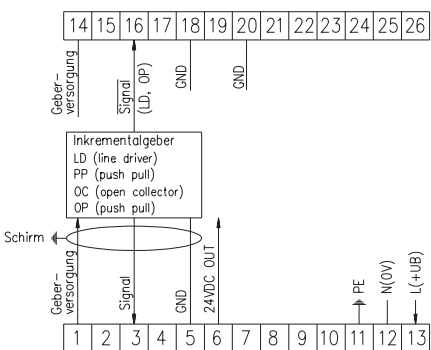 14 15 16 17 18 19 20 21 22 23 24 25 26
Geber-
versorgung
Signal
(LD, OP)
GND
GND
Inkrementalgeber
LD (line driver)
PP (push pull)
OC (open collector)
OP (push pull)
Schirm
Geber-
versorgung
Signal
GND
24VDC OUT
PE
N(0V)
L(+UB)
1 2 3 4 5 6 7 8 9 10 11 12 13